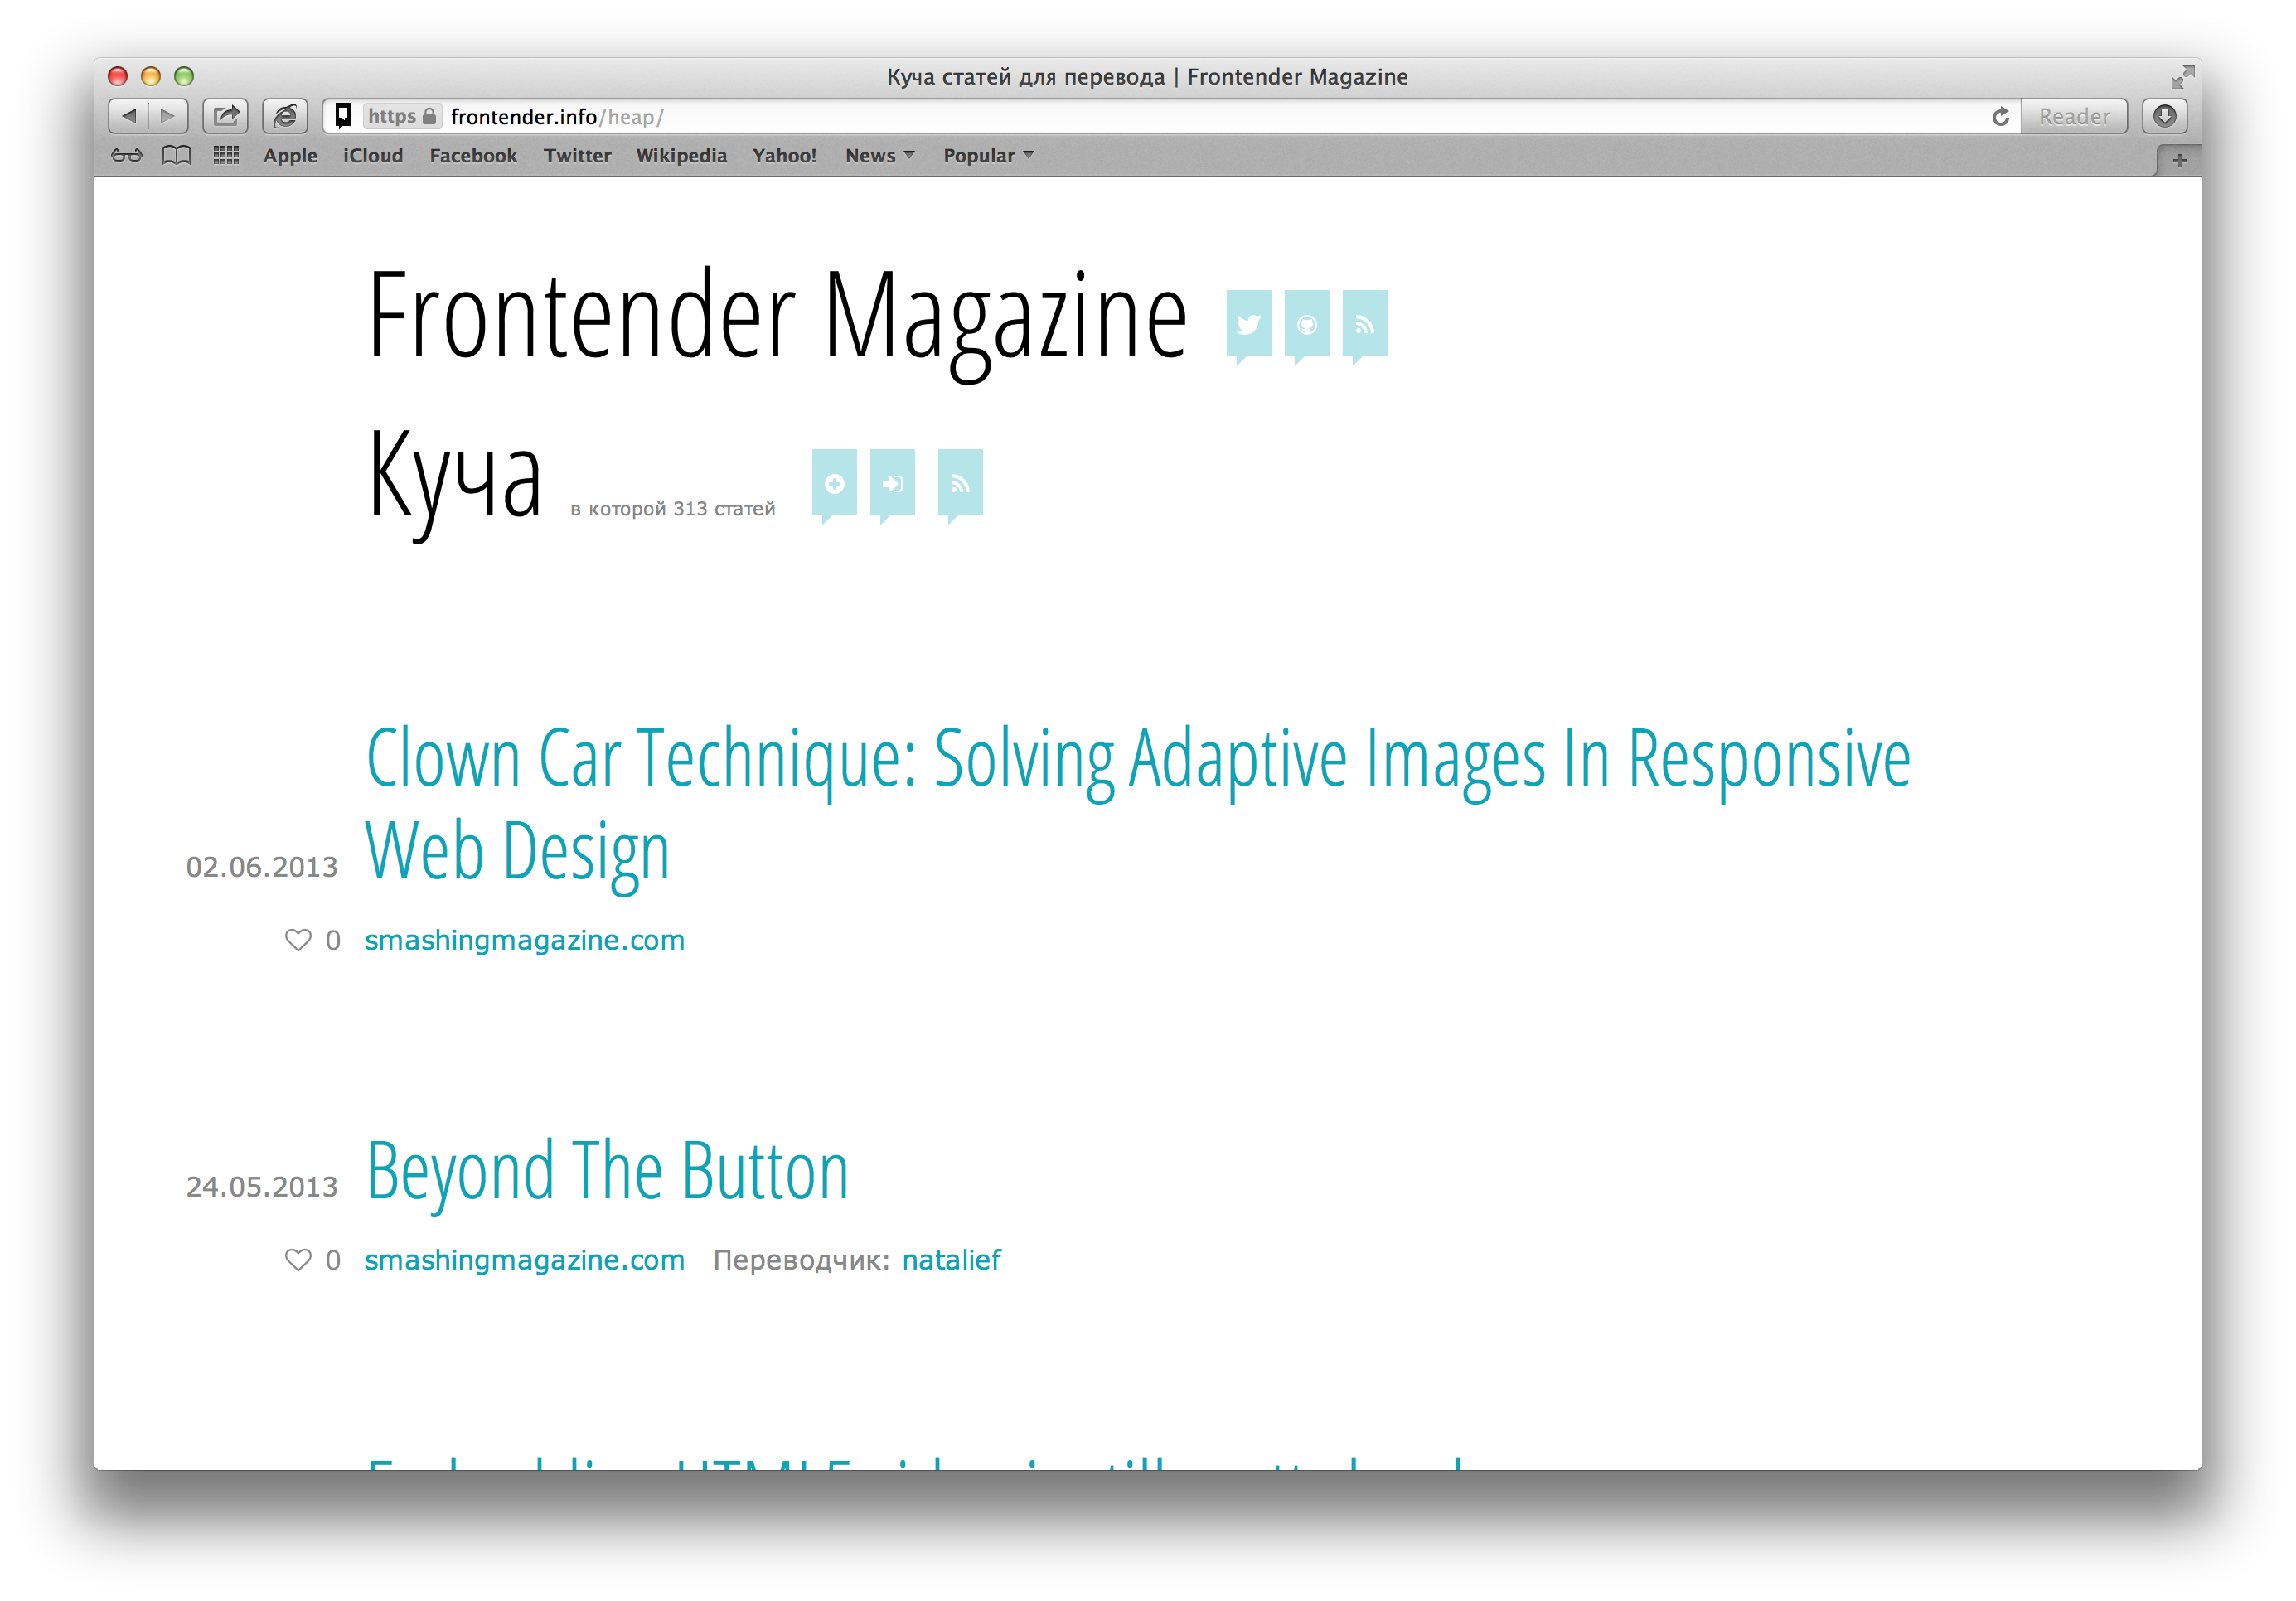 Куча статей для перевода | Frontender Magazine
https frontender.info/heap/ Reader
Apple iCloud Facebook Twitter Wikipedia Yahoo! News Popular
Frontender Magazine
Куча в которой 313 статей
Clown Car Technique: Solving Adaptive Images In Responsive
02.06.2013 Web Design
0 smashingmagazine.com
24.05.2013 Beyond The Button
0 smashingmagazine.com Переводчик: natalief